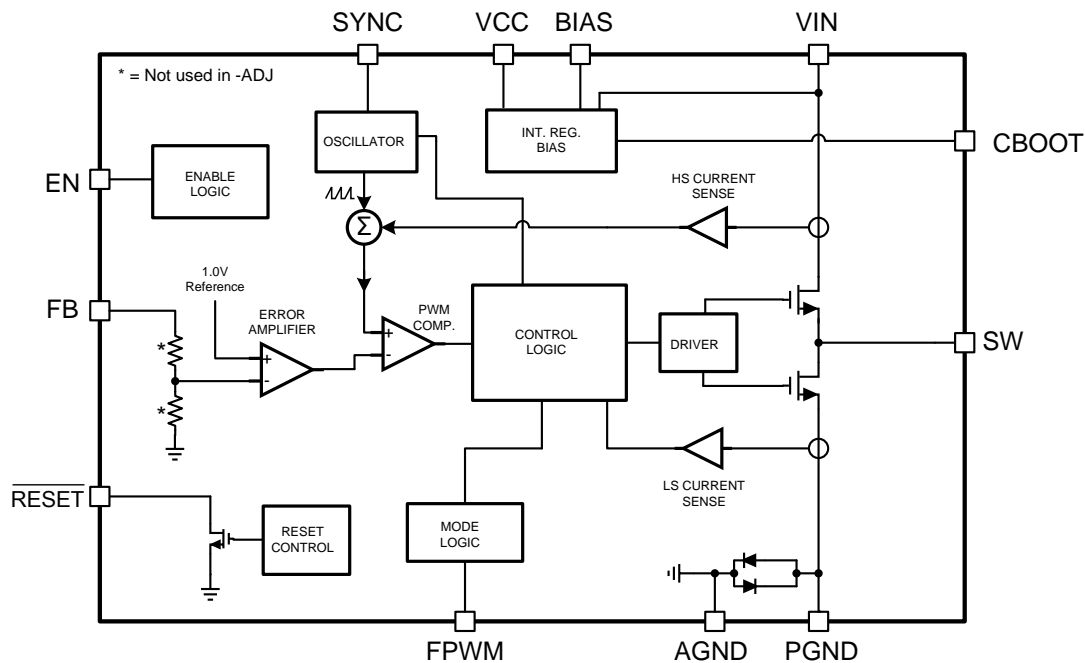 SYNC
VCC
BIAS
VIN
* = Not used in -ADJ
OSCILLATOR
INT. REG.
BIAS
CBOOT
EN
ENABLE
LOGIC
HS CURRENT
SENSE
Σ
1.0V
Reference
FB
ERROR
AMPLIFIER
PWM
COMP.
+
-
+
-
CONTROL
LOGIC
DRIVER
SW
*
*
LS CURRENT
SENSE
RESET
RESET
CONTROL
MODE
LOGIC
FPWM
AGND
PGND